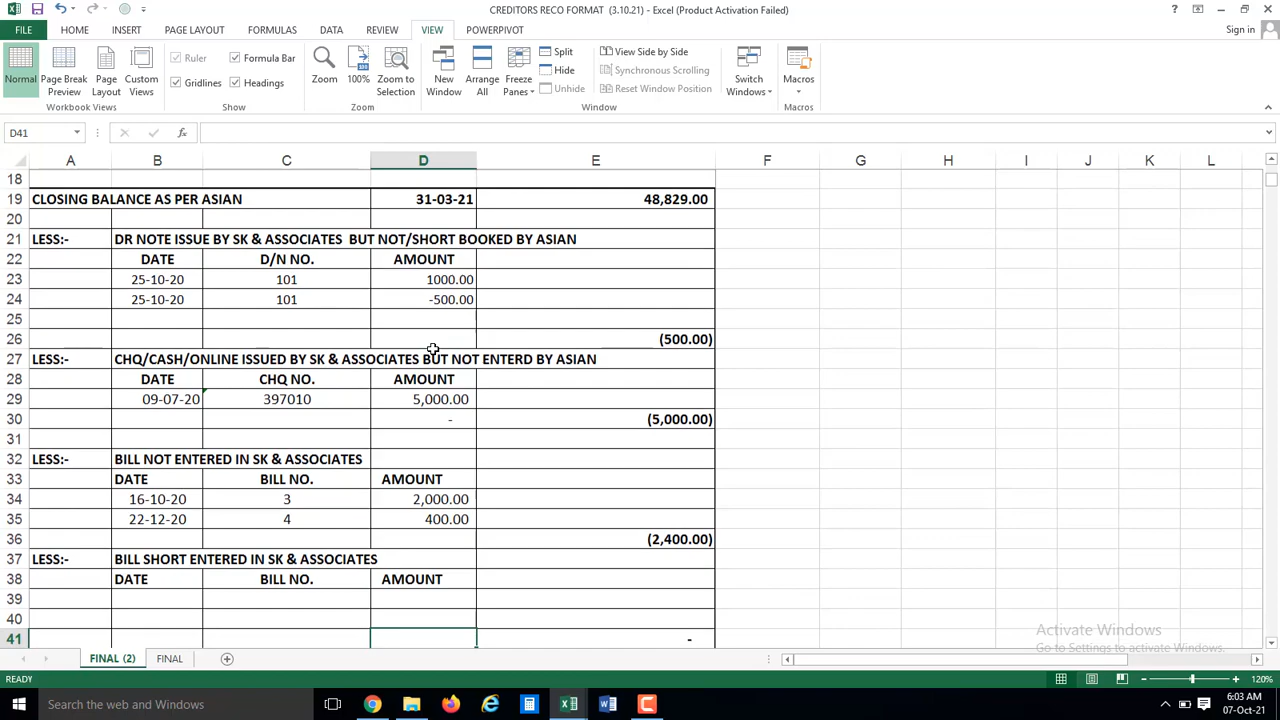 CREDITORS RECO FORMAT (3.10.21) - Excel (Product Activation Failed)
FILE HOME INSERT PAGE LAYOUT FORMULAS DATA REVIEW VIEW POWERPIVOT Sign in
Normal Page Break Preview Page Layout Custom Views Workbook Views
Ruler Formula Bar
Gridlines Headings
Show
Zoom 100% Zoom to Selection
Zoom
New Window Arrange All Freeze Panes
Split
Hide
Unhide
View Side by Side
Synchronous Scrolling
Reset Window Position
Window
Switch Windows
Macros
Macros
D41 fx
A B C D E F G H I J K L
18
19 CLOSING BALANCE AS PER ASIAN 31-03-21 48,829.00
20
21 LESS:- DR NOTE ISSUE BY SK & ASSOCIATES BUT NOT/SHORT BOOKED BY ASIAN
22 DATE D/N NO. AMOUNT
23 25-10-20 101 1000.00
24 25-10-20 101 -500.00
25
26 (500.00)
27 LESS:- CHQ/CASH/ONLINE ISSUED BY SK & ASSOCIATES BUT NOT ENTERD BY ASIAN
28 DATE CHQ NO. AMOUNT
29 09-07-20 397010 5,000.00
30 - (5,000.00)
31
32 LESS:- BILL NOT ENTERED IN SK & ASSOCIATES
33 DATE BILL NO. AMOUNT
34 16-10-20 3 2,000.00
35 22-12-20 4 400.00
36 (2,400.00)
37 LESS:- BILL SHORT ENTERED IN SK & ASSOCIATES
38 DATE BILL NO. AMOUNT
39
40
41 -
Activate Windows
Go to Settings to activate Windows.
FINAL (2) FINAL
READY 120%
Search the web and Windows
6:03 AM
07-Oct-21